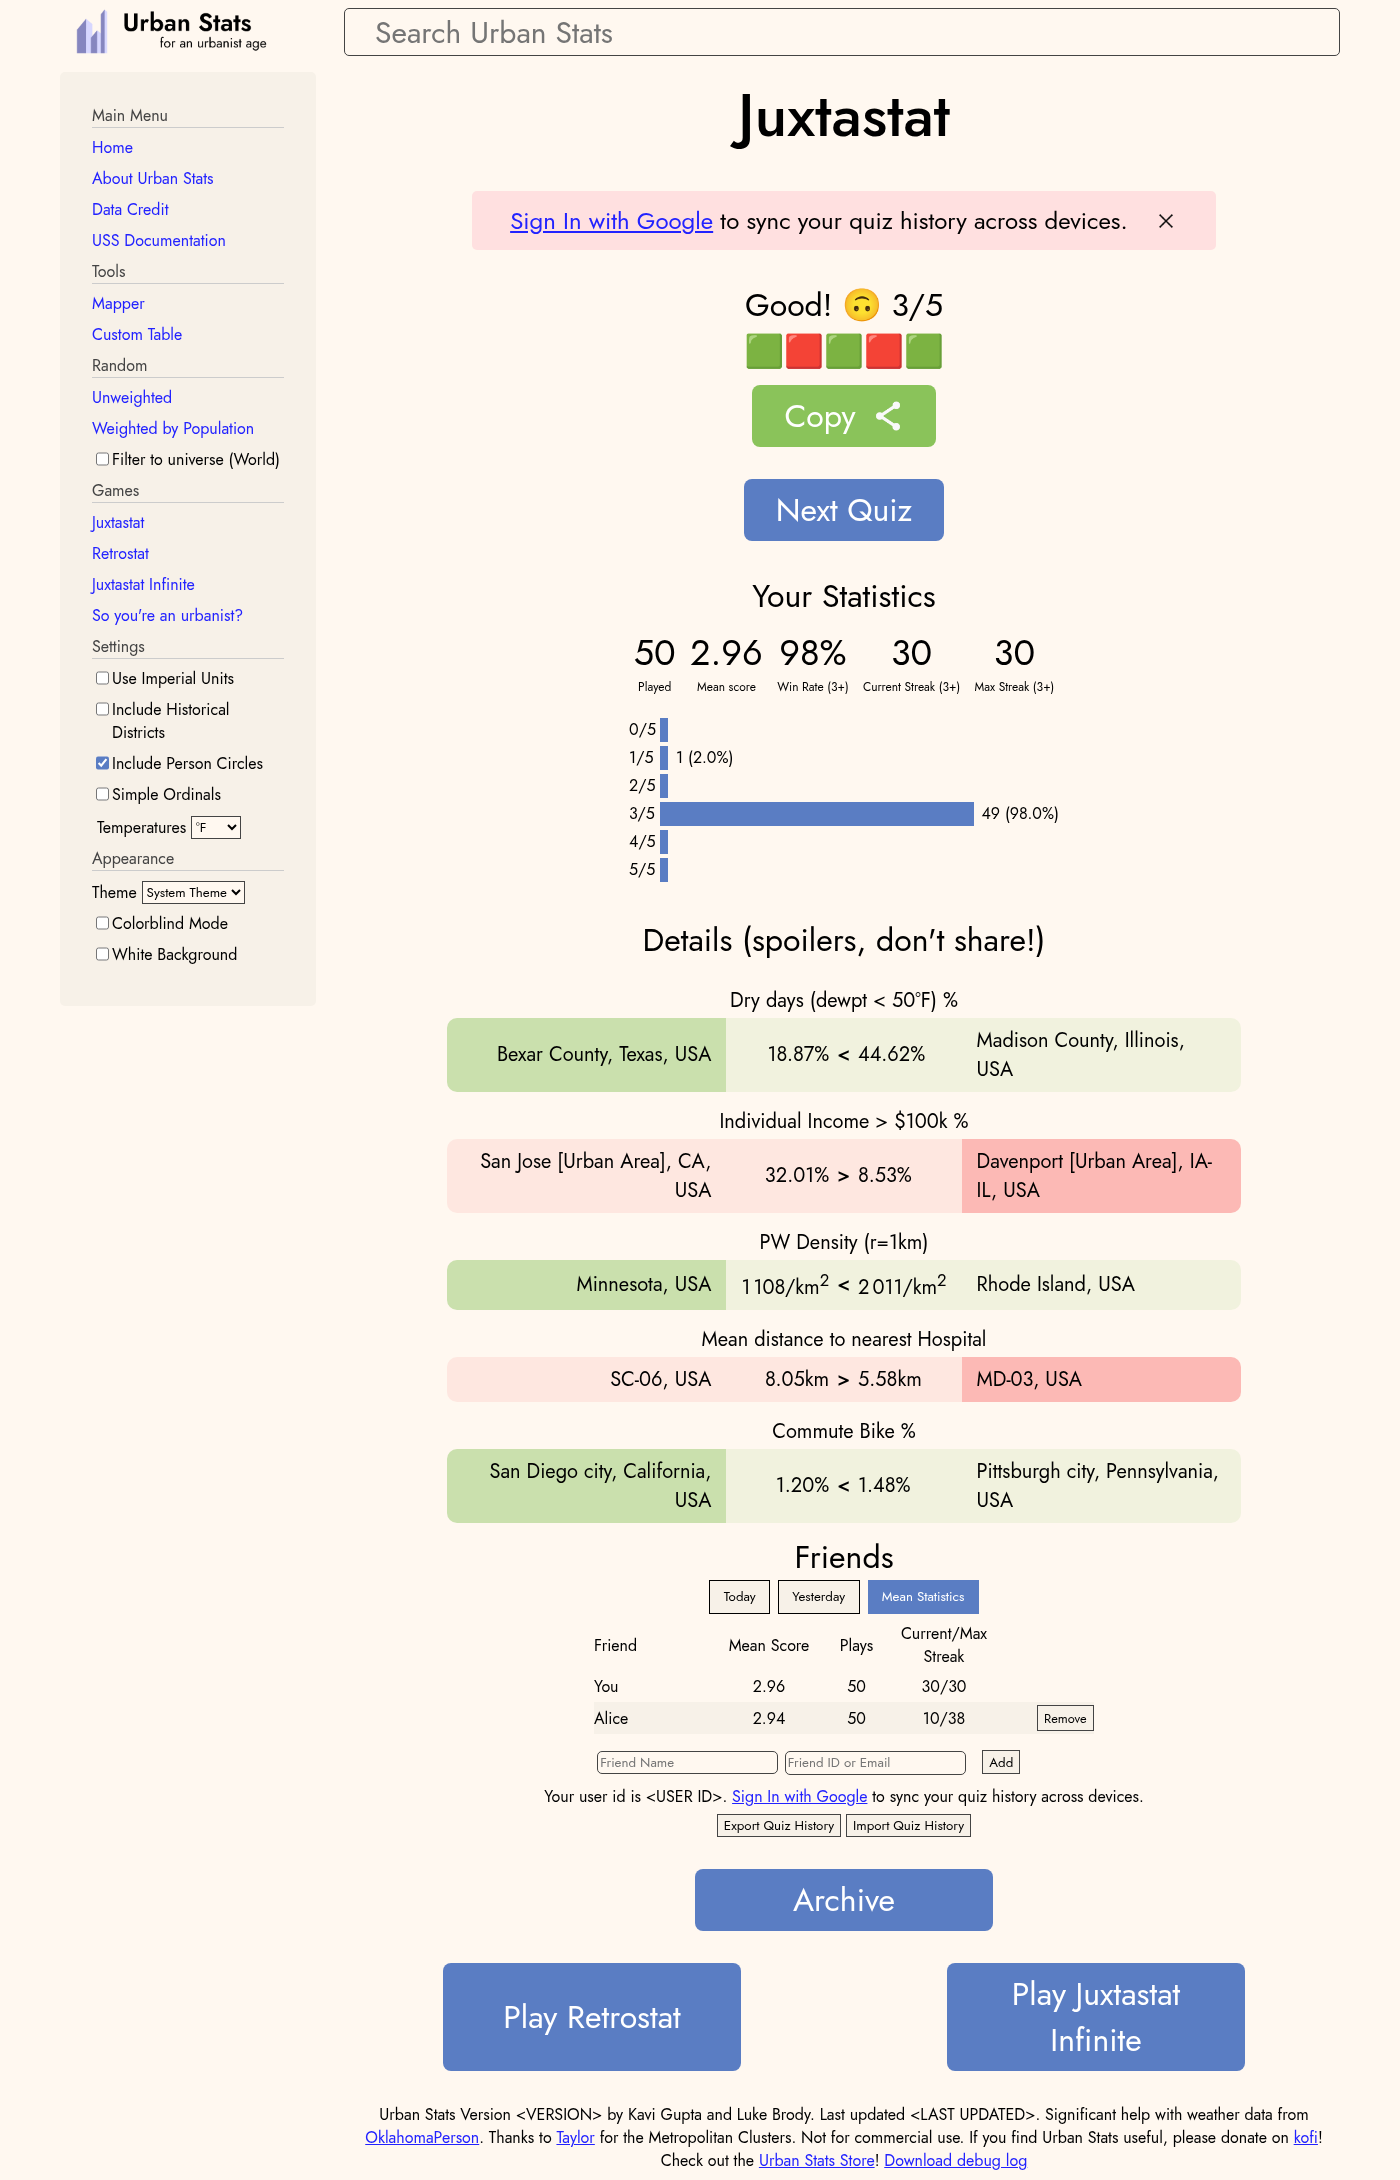 Urban Stats
for an urbanist age
Search Urban Stats
Main Menu
Home
About Urban Stats
Data Credit
USS Documentation
Tools
Mapper
Custom Table
Random
Unweighted
Weighted by Population
Filter to universe (World)
Games
Juxtastat
Retrostat
Juxtastat Infinite
So you're an urbanist?
Settings
Use Imperial Units
Include Historical
Districts
Include Person Circles
Simple Ordinals
Temperatures °F
Appearance
Theme System Theme
Colorblind Mode
White Background
Juxtastat
Sign In with Google to sync your quiz history across devices.
Good! 🙃 3/5
🟩🟥🟩🟥🟩
Copy
Next Quiz
Your Statistics
50 2.96 98% 30 30
Played Mean score Win Rate (3+) Current Streak (3+) Max Streak (3+)
0/5
1/5 1 (2.0%)
2/5
3/5 49 (98.0%)
4/5
5/5
Details (spoilers, don't share!)
Dry days (dewpt < 50°F) %
Bexar County, Texas, USA 18.87% < 44.62% Madison County, Illinois,
USA
Individual Income > $100k %
San Jose [Urban Area], CA,
USA 32.01% > 8.53% Davenport [Urban Area], IA-
IL, USA
PW Density (r=1km)
Minnesota, USA 1 108/km² < 2 011/km² Rhode Island, USA
Mean distance to nearest Hospital
SC-06, USA 8.05km > 5.58km MD-03, USA
Commute Bike %
San Diego city, California,
USA 1.20% < 1.48% Pittsburgh city, Pennsylvania,
USA
Friends
Today Yesterday Mean Statistics
Friend Mean Score Plays Current/Max
Streak
You 2.96 50 30/30
Alice 2.94 50 10/38 Remove
Friend Name Friend ID or Email Add
Your user id is <USER ID>. Sign In with Google to sync your quiz history across devices.
Export Quiz History Import Quiz History
Archive
Play Retrostat
Play Juxtastat
Infinite
Urban Stats Version <VERSION> by Kavi Gupta and Luke Brody. Last updated <LAST UPDATED>. Significant help with weather data from
OklahomaPerson. Thanks to Taylor for the Metropolitan Clusters. Not for commercial use. If you find Urban Stats useful, please donate on kofi!
Check out the Urban Stats Store! Download debug log